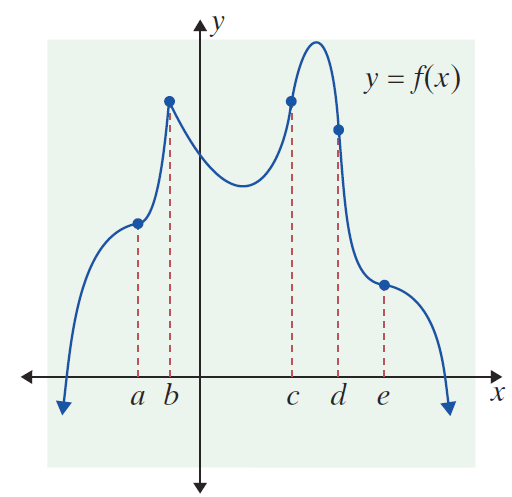 y
y = f(x)
a b c d e x